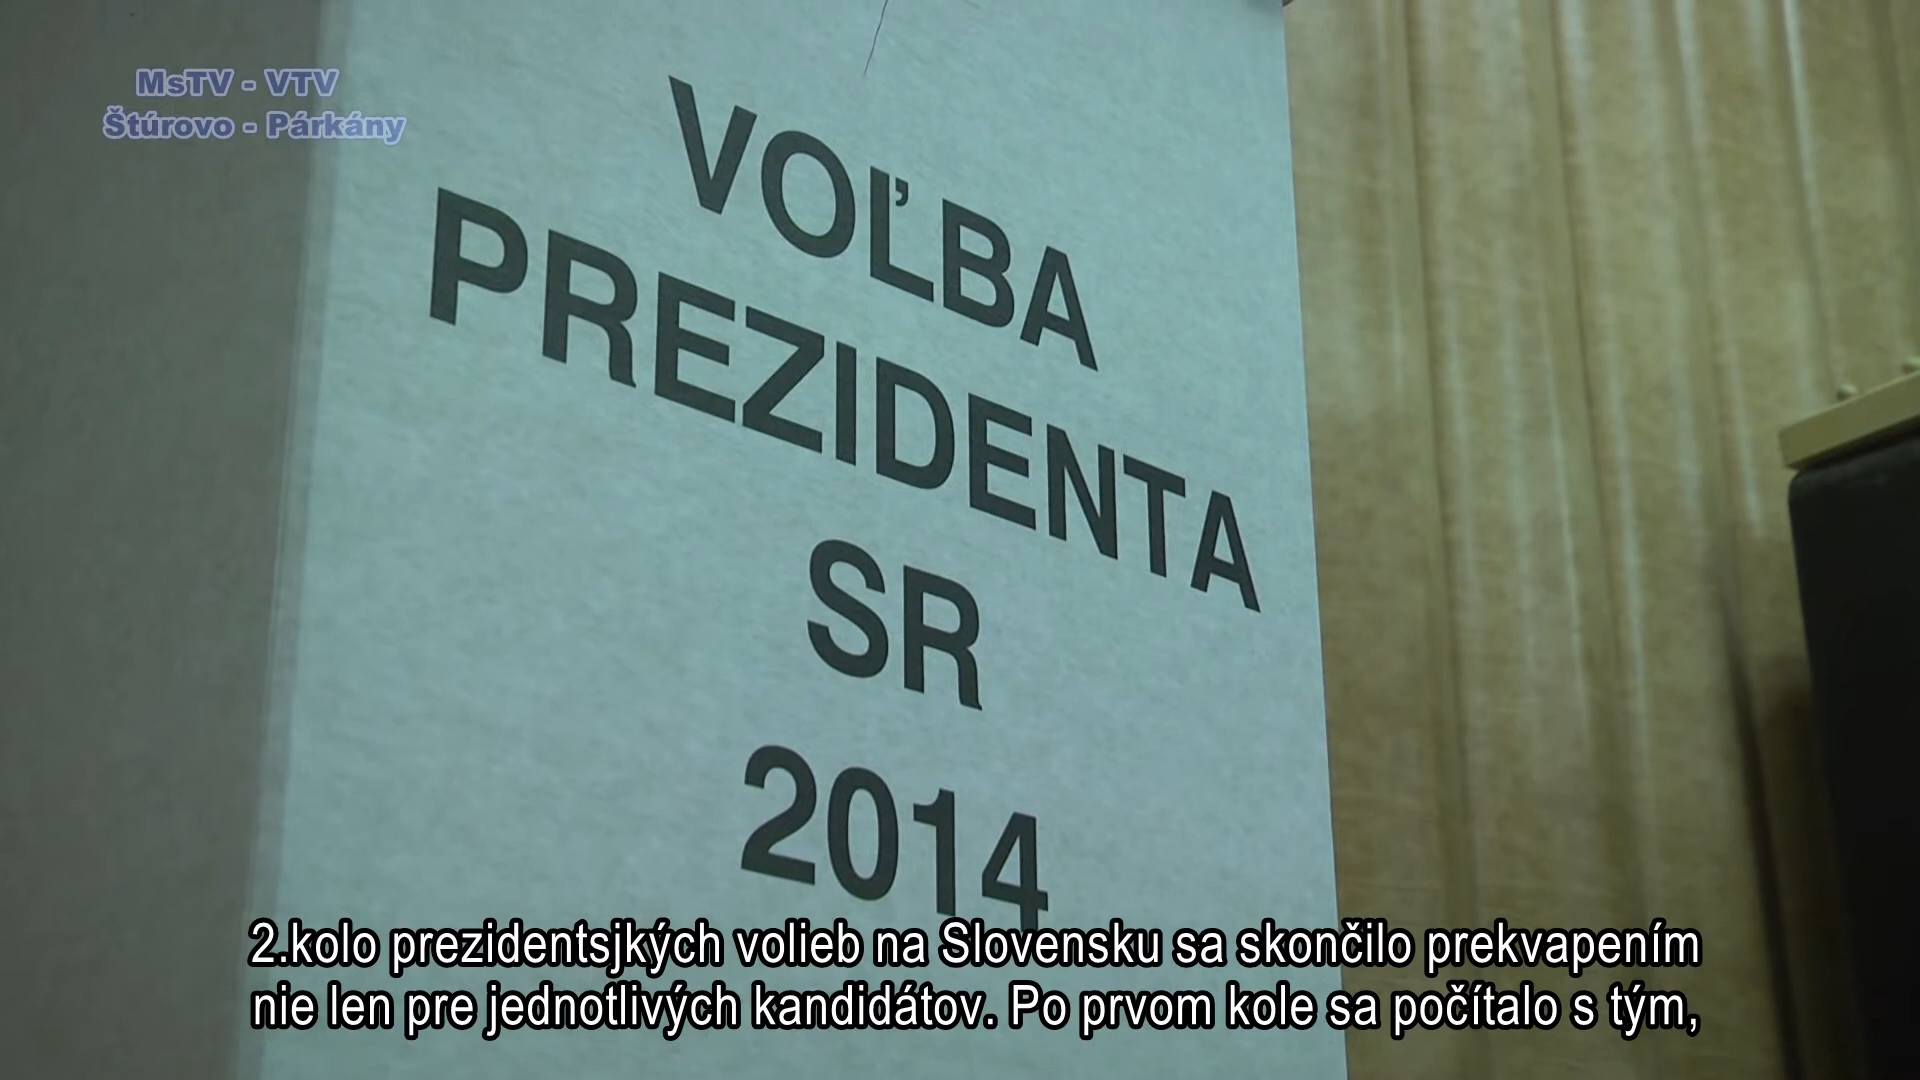 MsTV - VTV
Štúrovo - Párkány
VOĽBA
PREZIDENTA
SR
2014
2.kolo prezidentsjkých volieb na Slovensku sa skončilo prekvapením
nie len pre jednotlivých kandidátov. Po prvom kole sa počítalo s tým,